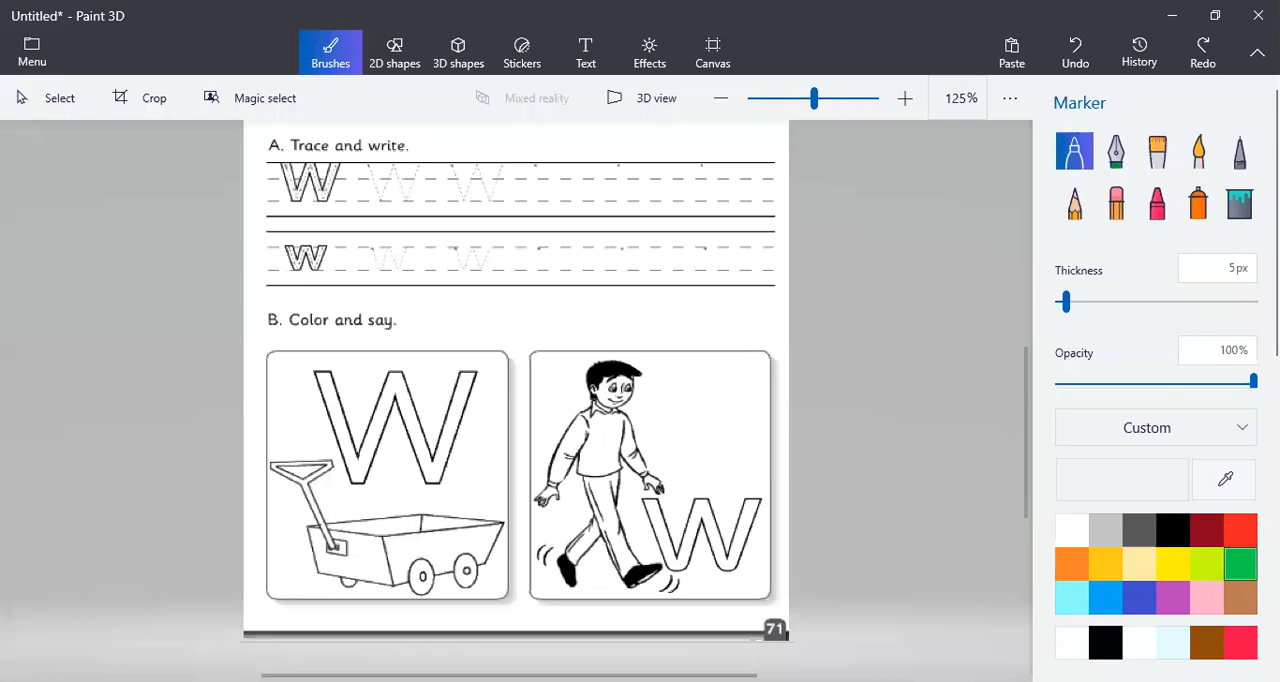 Untitled* - Paint 3D
Menu
Brushes
2D shapes
3D shapes
Stickers
Text
Effects
Canvas
Paste
Undo
History
Redo
Select
Crop
Magic select
Mixed reality
3D view
125%
Marker
Thickness
5px
Opacity
100%
Custom
A. Trace and write.
W W W
w w w
B. Color and say.
W
w
71